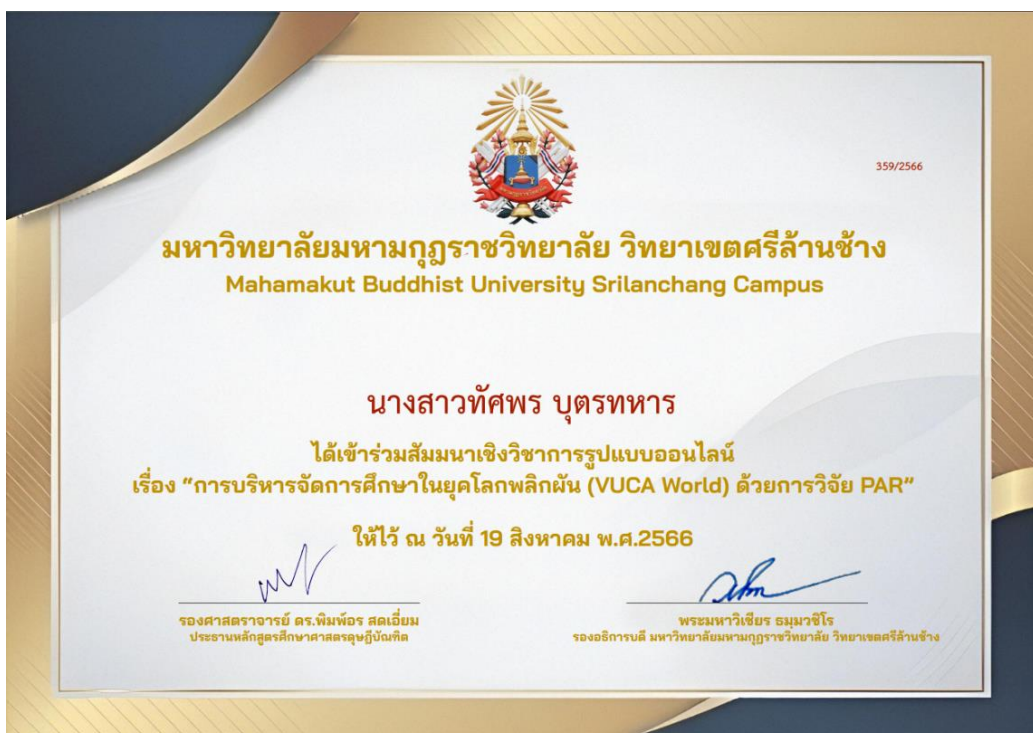 359/2566
มหาวิทยาลัยมหามกุฏราชวิทยาลัย วิทยาเขตศรีล้านช้าง
Mahamakut Buddhist University Srilanchang Campus
นางสาวทัศพร บุตรทหาร
ได้เข้าร่วมสัมมนาเชิงวิชาการรูปแบบออนไลน์
เรื่อง “การบริหารจัดการศึกษาในยุคโลกพลิกผัน (VUCA World) ด้วยการวิจัย PAR”
ให้ไว้ ณ วันที่ 19 สิงหาคม พ.ศ.2566
รองศาสตราจารย์ ดร.พิมพ์อร สดเอี่ยม
ประธานหลักสูตรศึกษาศาสตรดุษฎีบัณฑิต
พระมหาวิเชียร ธมฺมวชิโร
รองอธิการบดี มหาวิทยาลัยมหามกุฏราชวิทยาลัย วิทยาเขตศรีล้านช้าง